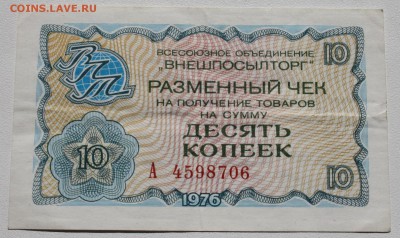 COINS.LAVE.RU
ВПТ
ВСЕСОЮЗНОЕ ОБЪЕДИНЕНИЕ
"ВНЕШПОСЫЛТОРГ"
10
РАЗМЕННЫЙ ЧЕК
НА ПОЛУЧЕНИЕ ТОВАРОВ
НА СУММУ
ДЕСЯТЬ
КОПЕЕК
10
А 4598706
10
1976